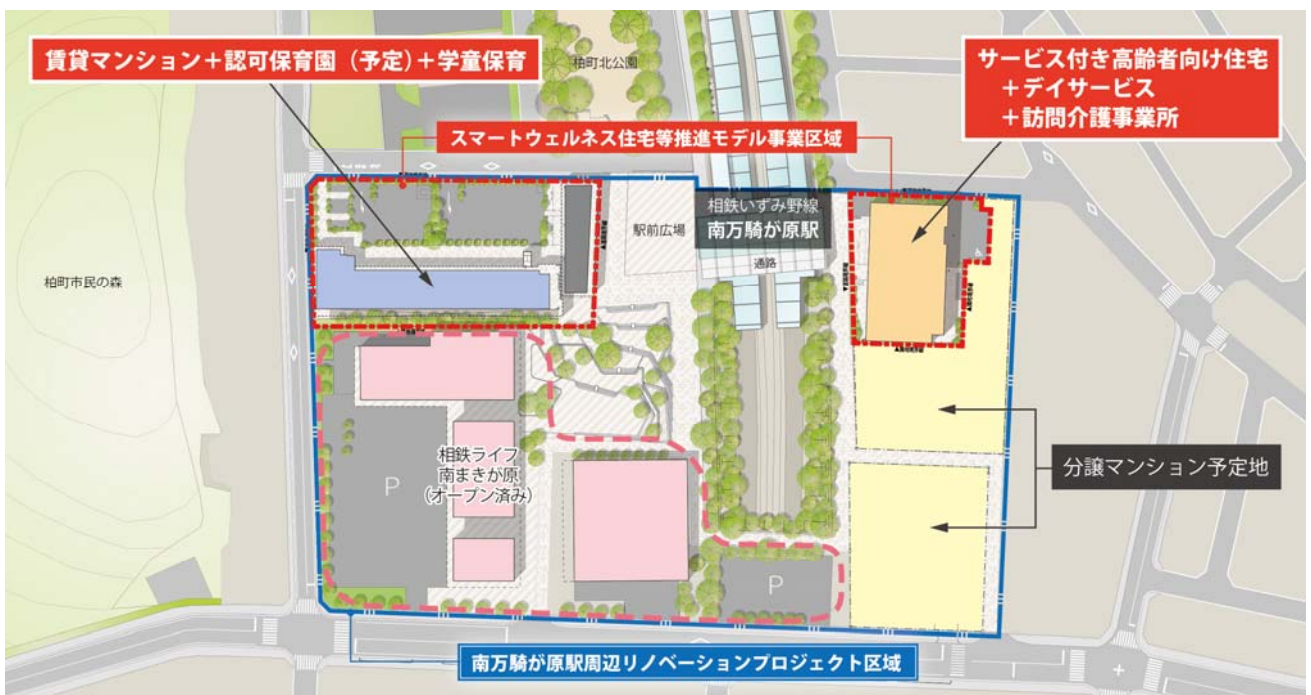 賃貸マンション＋認可保育園（予定）＋学童保育
柏町北公園
サービス付き高齢者向け住宅
＋デイサービス
＋訪問介護事業所
スマートウェルネス住宅等推進モデル事業区域
相鉄いずみ野線
南万騎が原駅
駅前広場
通路
柏町市民の森
相鉄ライフ
南まきが原
（オープン済み）
P
P
分譲マンション予定地
南万騎が原駅周辺リノベーションプロジェクト区域